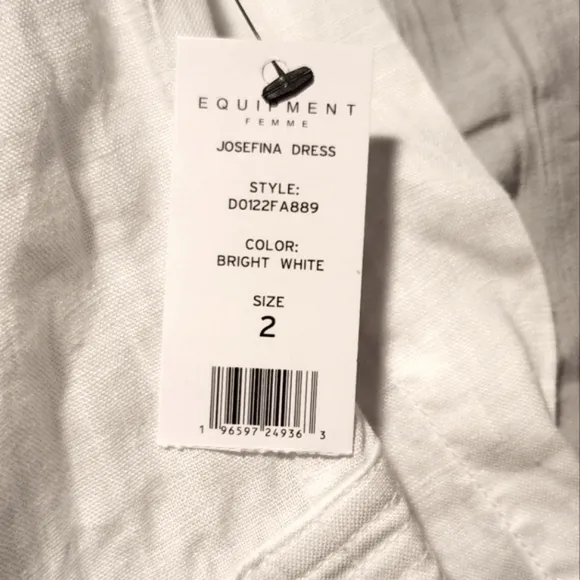 EQUIPMENT
FEMME
JOSEFINA DRESS
STYLE:
D0122FA889
COLOR:
BRIGHT WHITE
SIZE
2
1 96597 24936 3